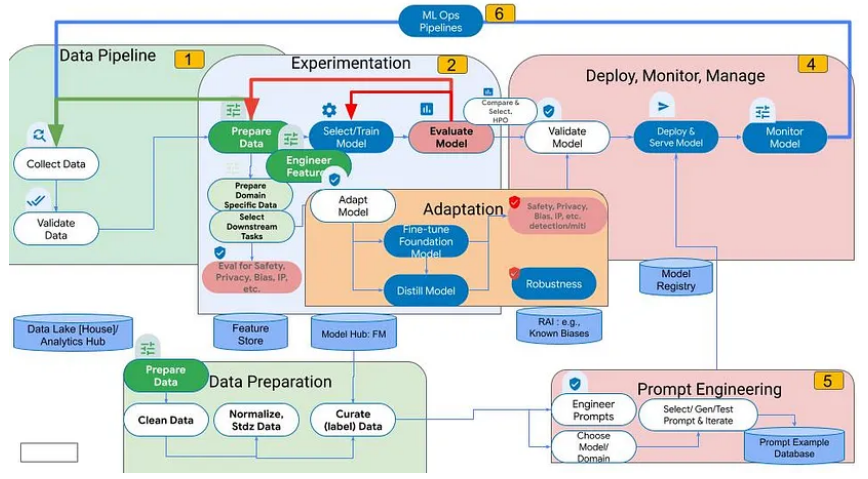 ML Ops
Pipelines
6
Data Pipeline
1
Experimentation
2
Deploy, Monitor, Manage
4
Collect Data
Validate
Data
Prepare
Data
Engineer
Featur
Select/Train
Model
Evaluate
Model
Compare &
Select,
HPO
Validate
Model
Deploy &
Serve Model
Monitor
Model
Prepare
Domain
Specific Data
Select
Downstream
Tasks
Eval for Safety,
Privacy, Bias, IP,
etc.
Adapt
Model
Adaptation
Fine-tune
Foundation
Model
Distill Model
Safety, Privacy,
Bias, IP, etc.
detection/miti
Robustness
Data Lake [House]/
Analytics Hub
Feature
Store
Model Hub: FM
RAI : e.g.,
Known Biases
Model
Registry
Prepare
Data
Data Preparation
Clean Data
Normalize,
Stdz Data
Curate
(label) Data
Prompt Engineering
5
Engineer
Prompts
Choose
Model/
Domain
Select/ Gen/Test
Prompt & Iterate
Prompt Example
Database